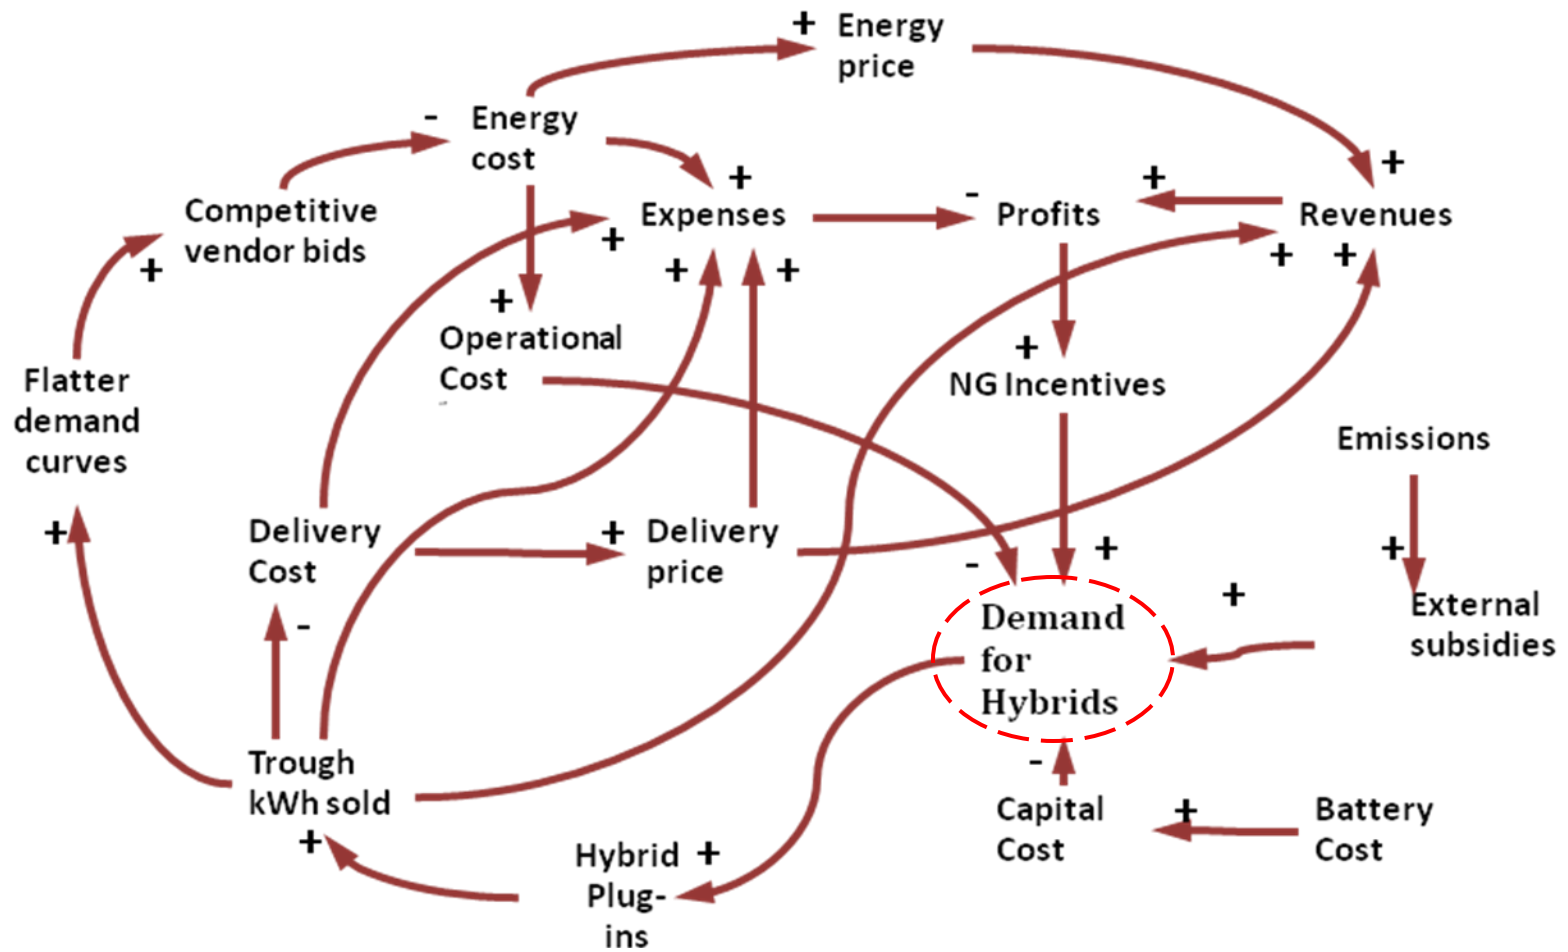 + Energy
price
- Energy
cost
+
Competitive
vendor bids
+
+
Expenses
+
+
+
- Profits
+
Revenues
+
+
+
+
Operational
Cost
+
NG Incentives
Flatter
demand
curves
+
Emissions
+
External
subsidies
Delivery
Cost
-
+ Delivery
price
-
+
+
Demand
for
Hybrids
-
Capital
Cost
+
Battery
Cost
Trough
kWh sold
+
Hybrid +
Plug-
ins